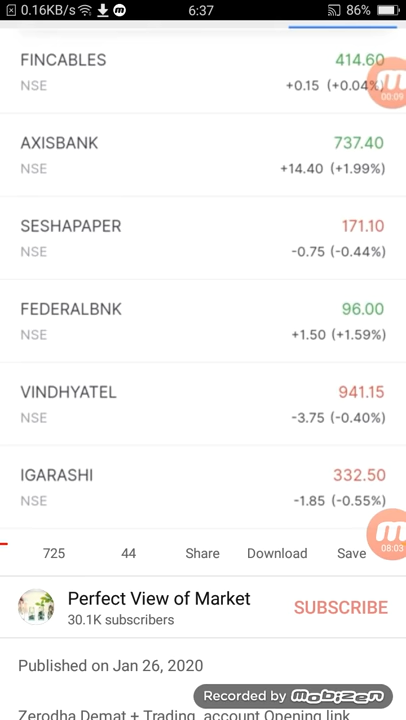 0.16KB/s 6:37 86%
FINCABLES 414.60
NSE +0.15 (+0.04%)
00:09
AXISBANK 737.40
NSE +14.40 (+1.99%)
SESHAPAPER 171.10
NSE -0.75 (-0.44%)
FEDERALBNK 96.00
NSE +1.50 (+1.59%)
VINDHYATEL 941.15
NSE -3.75 (-0.40%)
IGARASHI 332.50
NSE -1.85 (-0.55%)
08:03
725 44 Share Download Save
Perfect View of Market
30.1K subscribers
SUBSCRIBE
Published on Jan 26, 2020
Recorded by mobizen
Zerodha Demat + Trading account Opening link